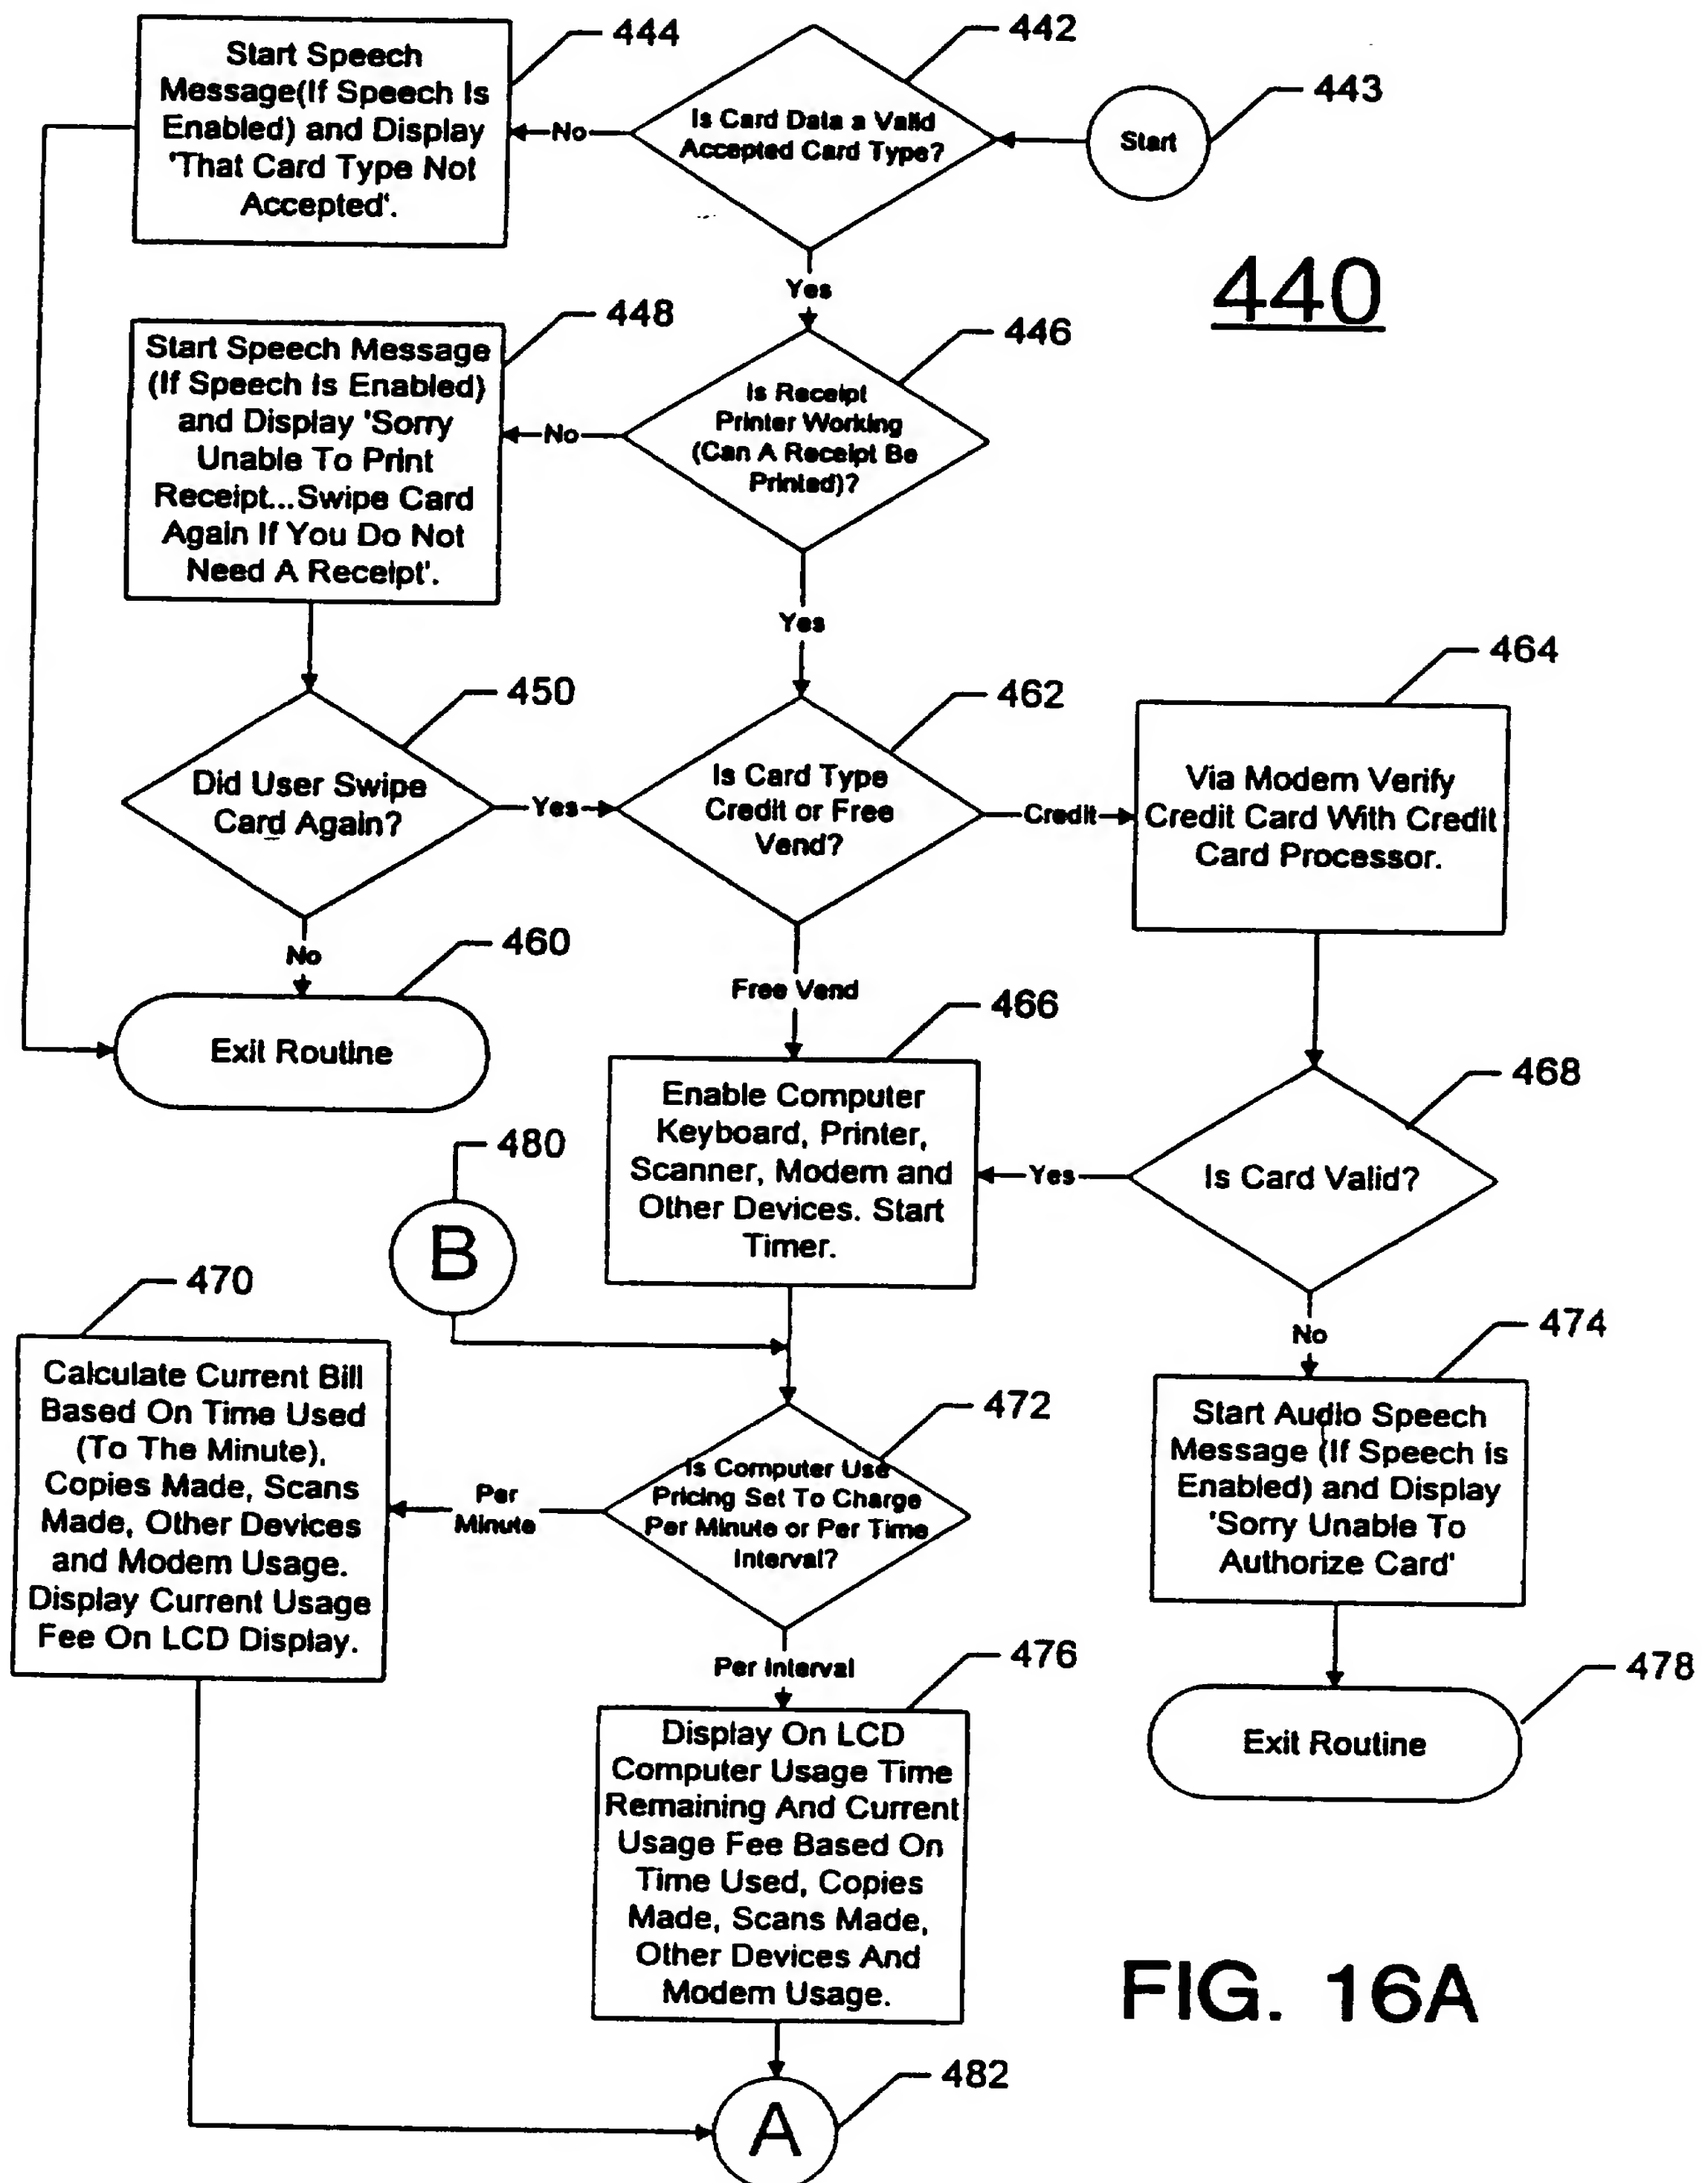 444
Start Speech
Message(If Speech Is
Enabled) and Display
'That Card Type Not
Accepted'.
442
Is Card Data a Valid
Accepted Card Type?
443
Start
No
Yes
440
448
Start Speech Message
(If Speech Is Enabled)
and Display 'Sorry
Unable To Print
Receipt...Swipe Card
Again If You Do Not
Need A Receipt'.
446
Is Receipt
Printer Working
(Can A Receipt Be
Printed)?
No
Yes
450
Did User Swipe
Card Again?
Yes
462
Is Card Type
Credit or Free
Vend?
Credit
464
Via Modem Verify
Credit Card With Credit
Card Processor.
No
460
Exit Routine
Free Vend
466
Enable Computer
Keyboard, Printer,
Scanner, Modem and
Other Devices. Start
Timer.
468
Is Card Valid?
Yes
480
B
470
Calculate Current Bill
Based On Time Used
(To The Minute),
Copies Made, Scans
Made, Other Devices
and Modem Usage.
Display Current Usage
Fee On LCD Display.
Per
Minute
472
Is Computer Use
Pricing Set To Charge
Per Minute or Per Time
Interval?
No
474
Start Audio Speech
Message (If Speech is
Enabled) and Display
'Sorry Unable To
Authorize Card'
Per Interval
476
Display On LCD
Computer Usage Time
Remaining And Current
Usage Fee Based On
Time Used, Copies
Made, Scans Made,
Other Devices And
Modem Usage.
478
Exit Routine
FIG. 16A
482
A